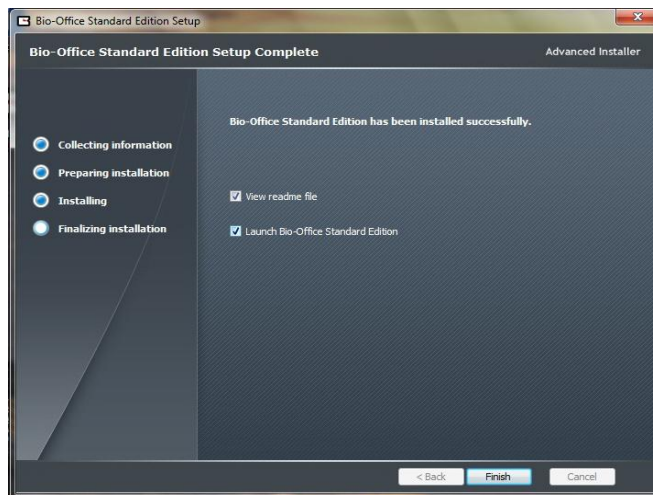 Bio-Office Standard Edition Setup
Bio-Office Standard Edition Setup Complete
Advanced Installer
Bio-Office Standard Edition has been installed successfully.
Collecting information
Preparing installation
Installing
Finalizing installation
View readme file
Launch Bio-Office Standard Edition
< Back
Finish
Cancel